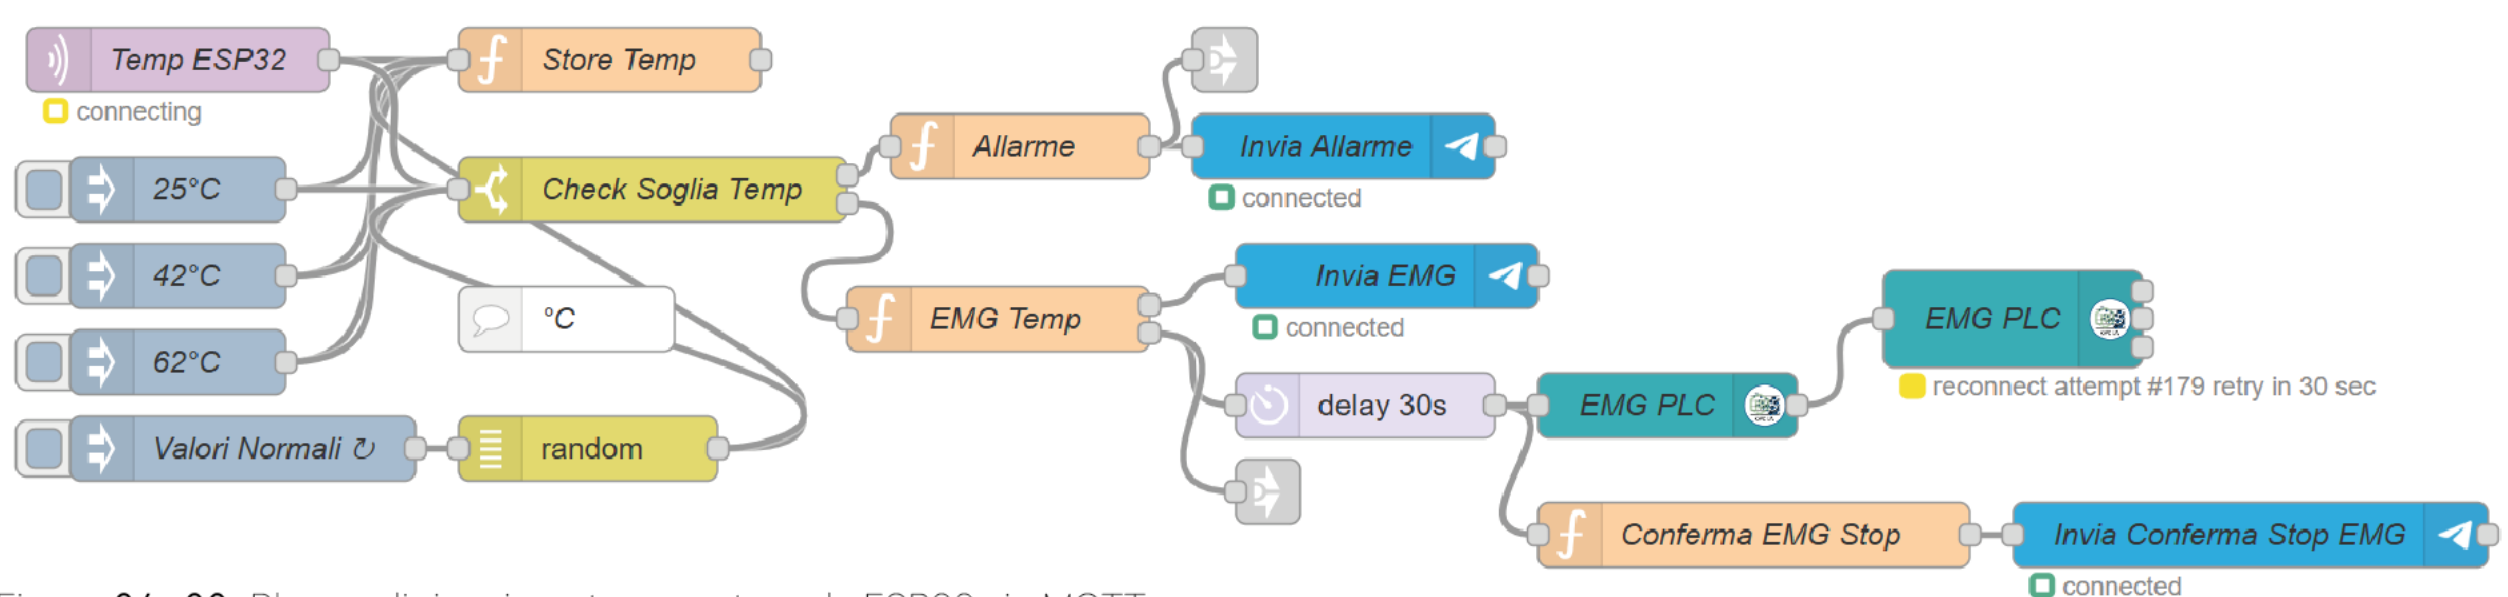 Temp ESP32
connecting
Store Temp
25°C
Check Soglia Temp
Allarme
Invia Allarme
connected
42°C
°C
62°C
Valori Normali ↻
random
EMG Temp
Invia EMG
connected
delay 30s
EMG PLC
EMG PLC
reconnect attempt #179 retry in 30 sec
Conferma EMG Stop
Invia Conferma Stop EMG
connected